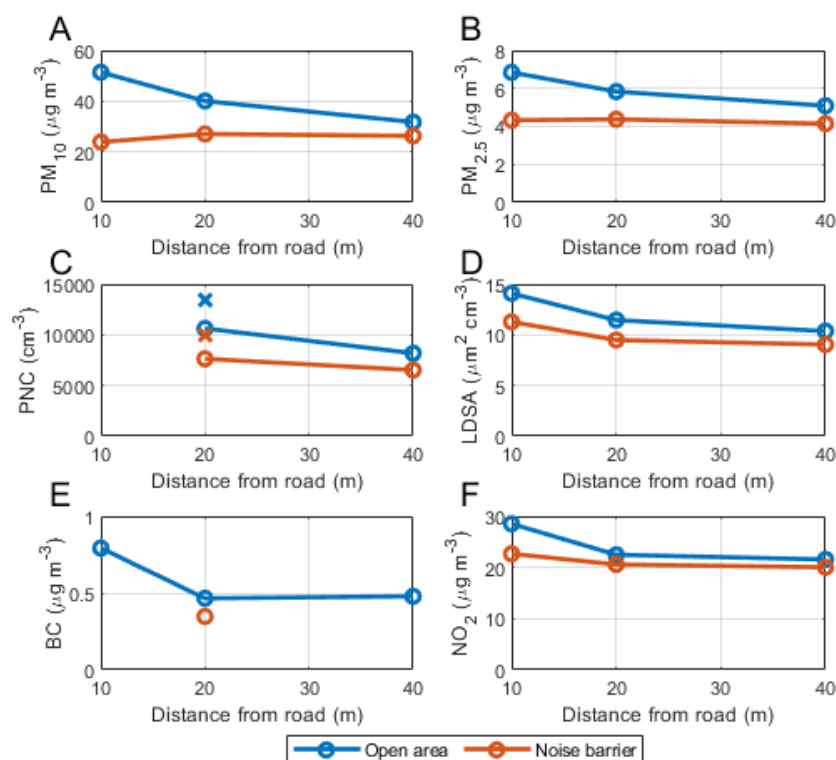 A
B
PM10 (μg m−3)
60
40
20
0
10 20 30 40
Distance from road (m)
PM2.5 (μg m−3)
8
6
4
2
0
10 20 30 40
Distance from road (m)
C
D
PNC (cm−3)
15000
10000
5000
0
10 20 30 40
Distance from road (m)
LDSA (μm2 cm−3)
15
10
5
0
10 20 30 40
Distance from road (m)
E
F
BC (μg m−3)
1
0.5
0
10 20 30 40
Distance from road (m)
NO2 (μg m−3)
30
20
10
0
10 20 30 40
Distance from road (m)
Open area Noise barrier